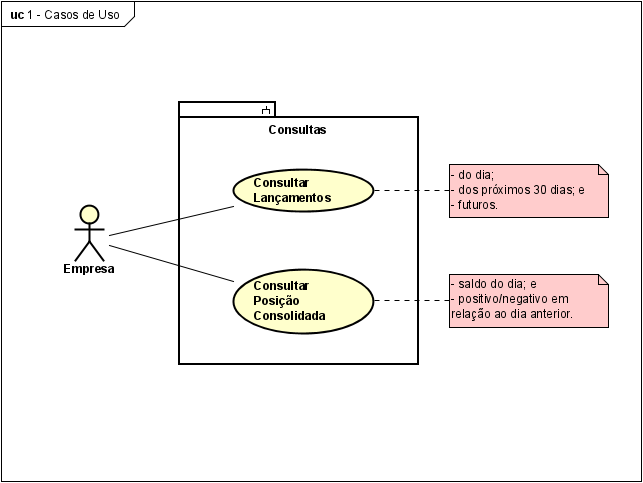 uc 1 - Casos de Uso
Consultas
Consultar
Lançamentos
- do dia;
- dos próximos 30 dias; e
- futuros.
Empresa
Consultar
Posição
Consolidada
- saldo do dia; e
- positivo/negativo em
relação ao dia anterior.